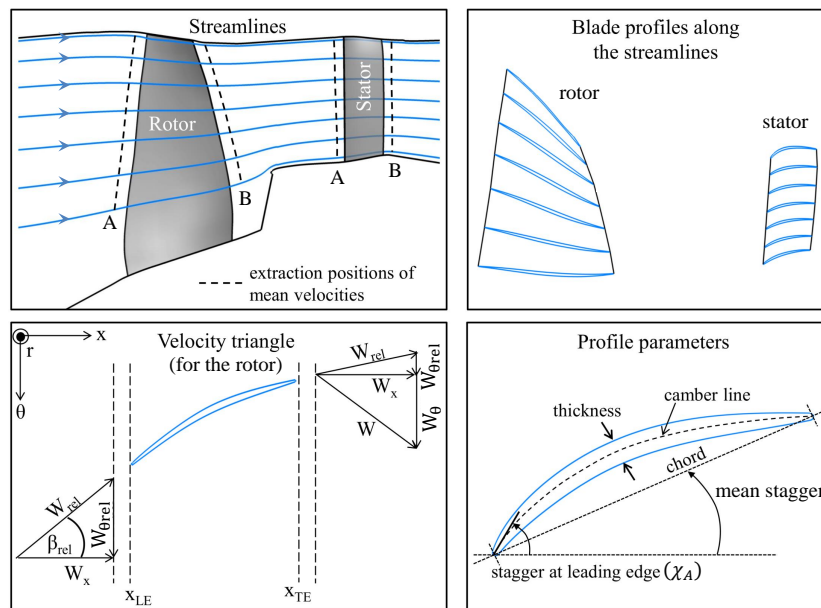 Streamlines
Rotor
Stator
A
B
A
B
extraction positions of
mean velocities
Blade profiles along
the streamlines
rotor
stator
r
x
θ
Velocity triangle
(for the rotor)
W_rel
W_θrel
β_rel
W_x
x_LE
x_TE
W_rel
W_x
W_θrel
W_θ
W
Profile parameters
thickness
camber line
chord
mean stagger
stagger at leading edge (χ_A)